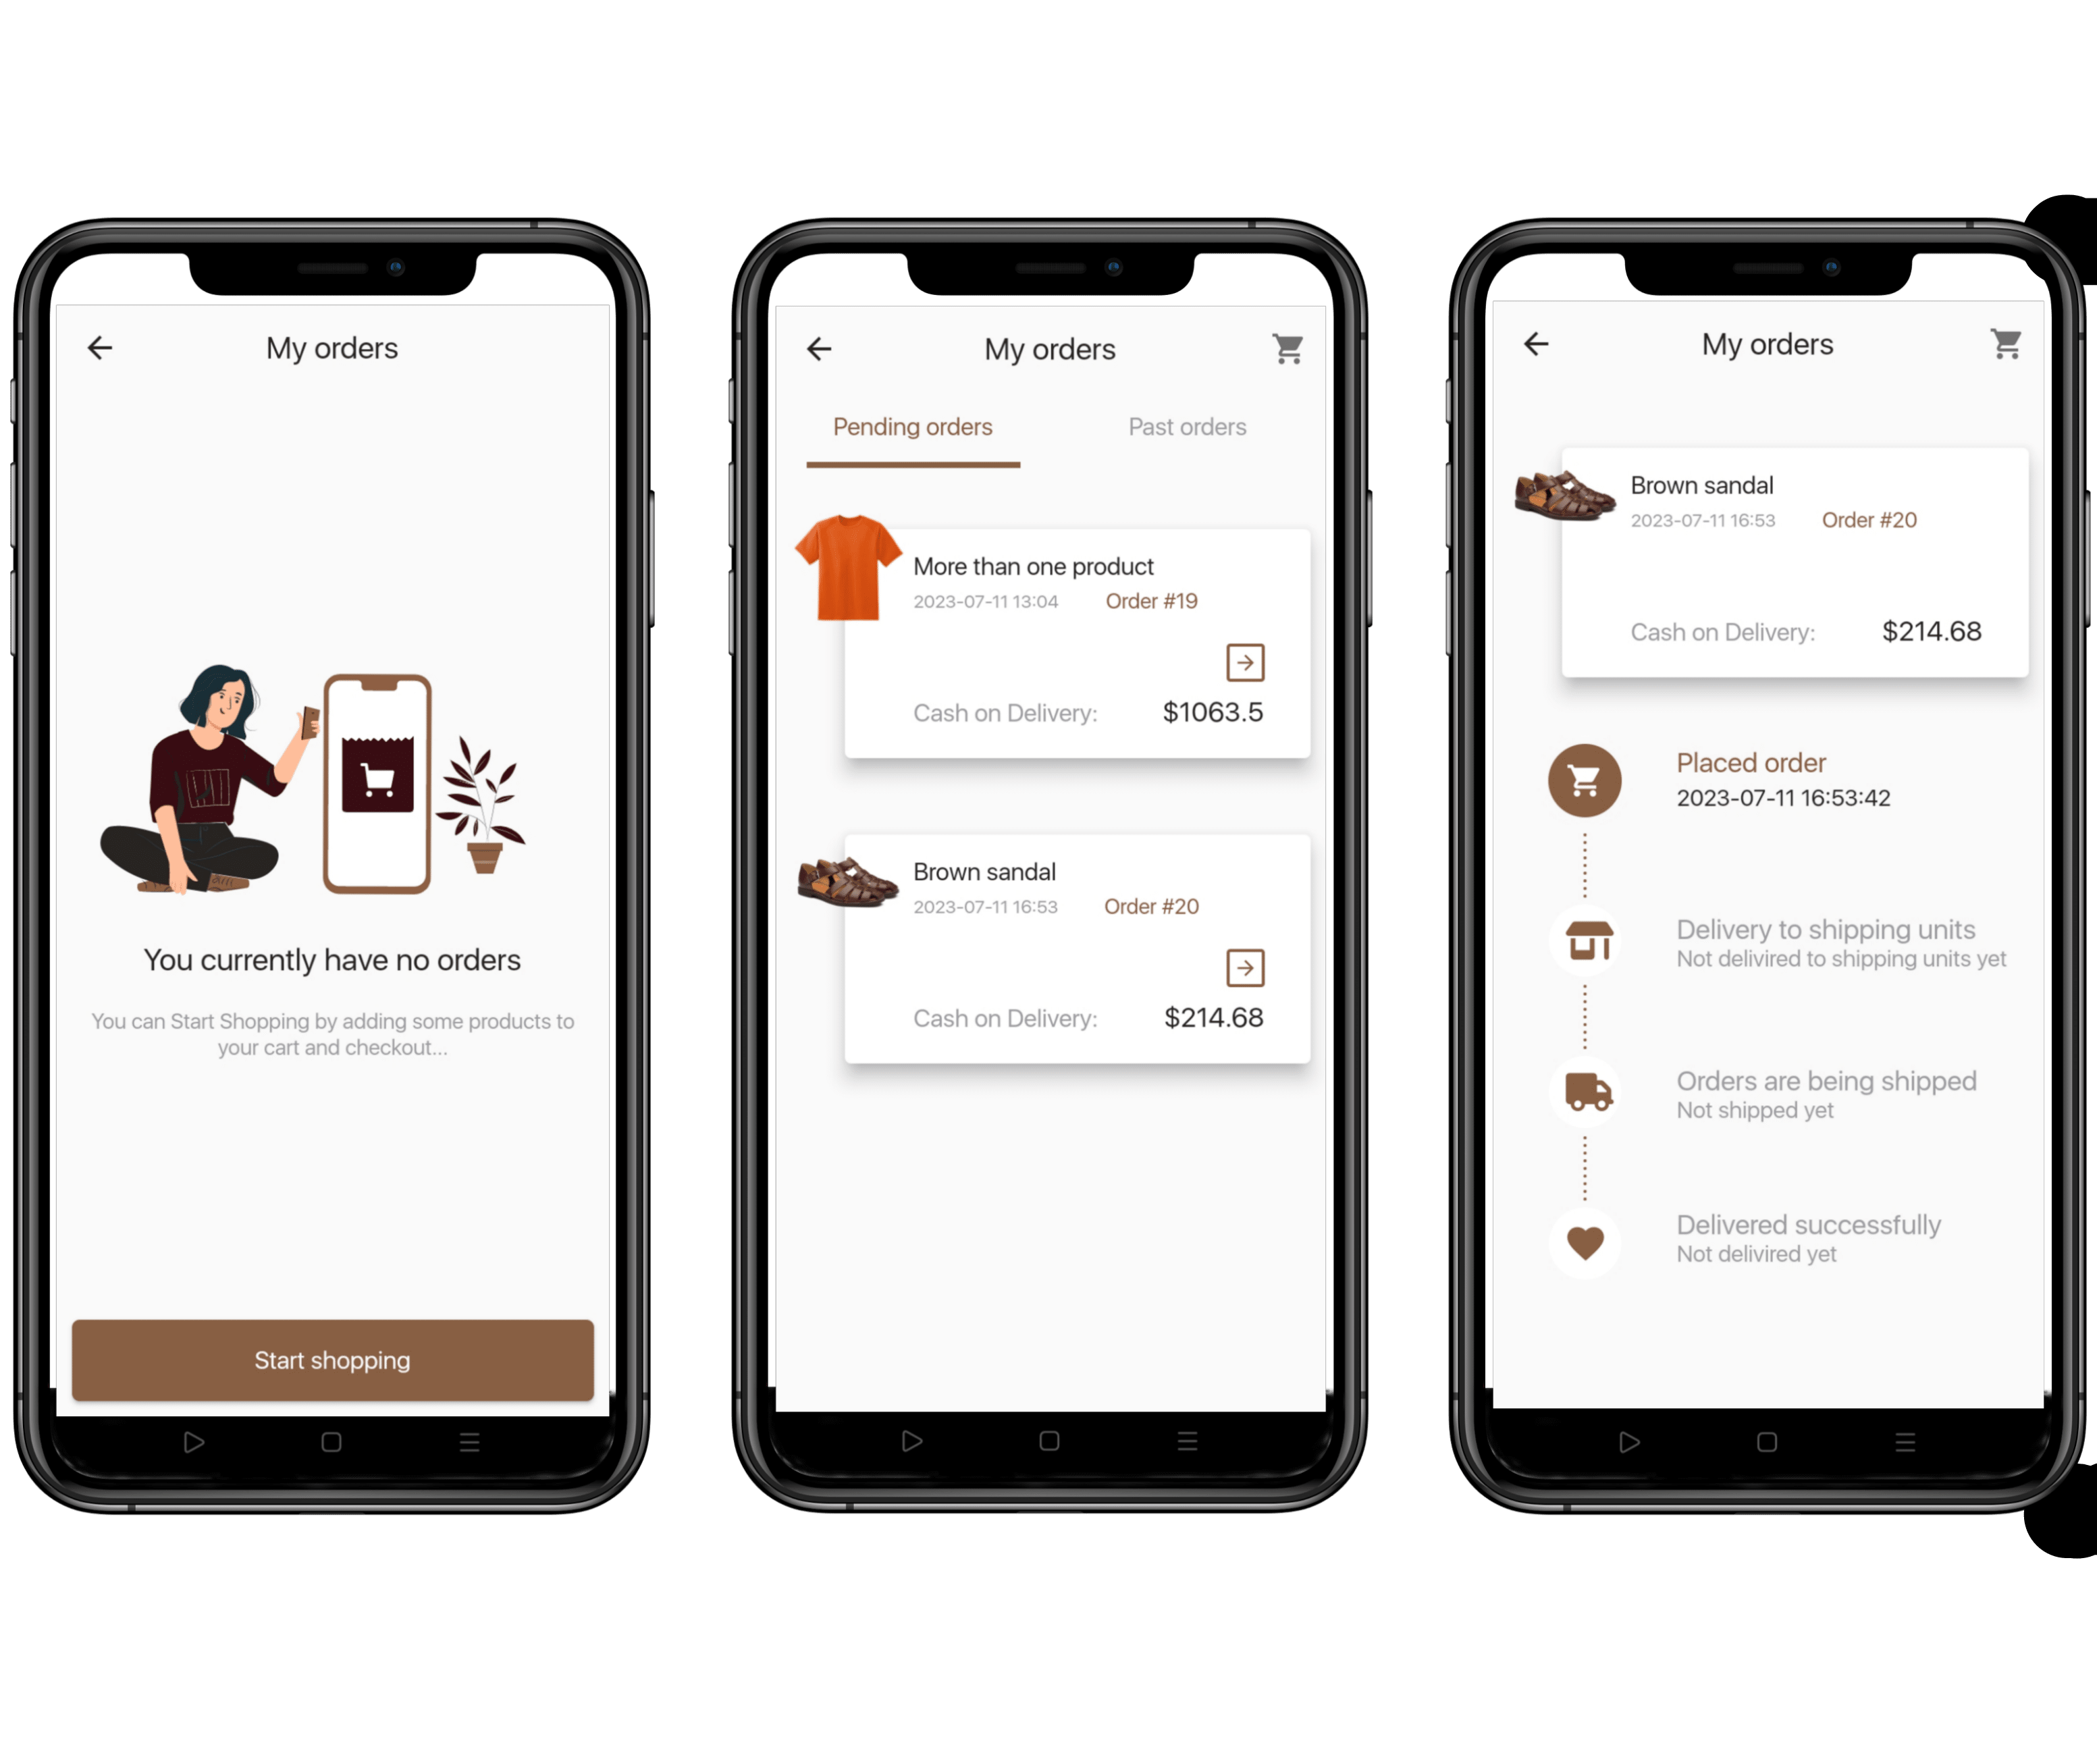 My orders
You currently have no orders
You can Start Shopping by adding some products to
your cart and checkout...
Start shopping
My orders
Pending orders
Past orders
More than one product
2023-07-11 13:04 Order #19
Cash on Delivery: $1063.5
Brown sandal
2023-07-11 16:53 Order #20
Cash on Delivery: $214.68
My orders
Brown sandal
2023-07-11 16:53 Order #20
Cash on Delivery: $214.68
Placed order
2023-07-11 16:53:42
Delivery to shipping units
Not delivired to shipping units yet
Orders are being shipped
Not shipped yet
Delivered successfully
Not delivired yet